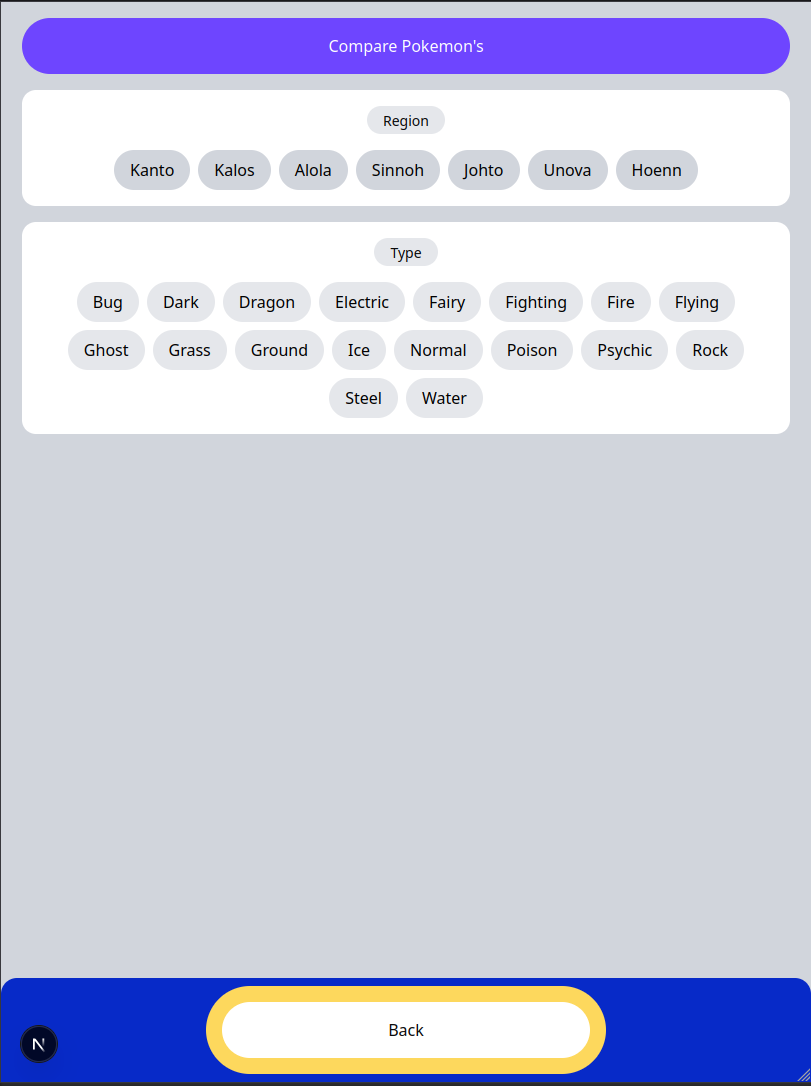 Compare Pokemon's
Region
Kanto Kalos Alola Sinnoh Johto Unova Hoenn
Type
Bug Dark Dragon Electric Fairy Fighting Fire Flying
Ghost Grass Ground Ice Normal Poison Psychic Rock
Steel Water
Back
N